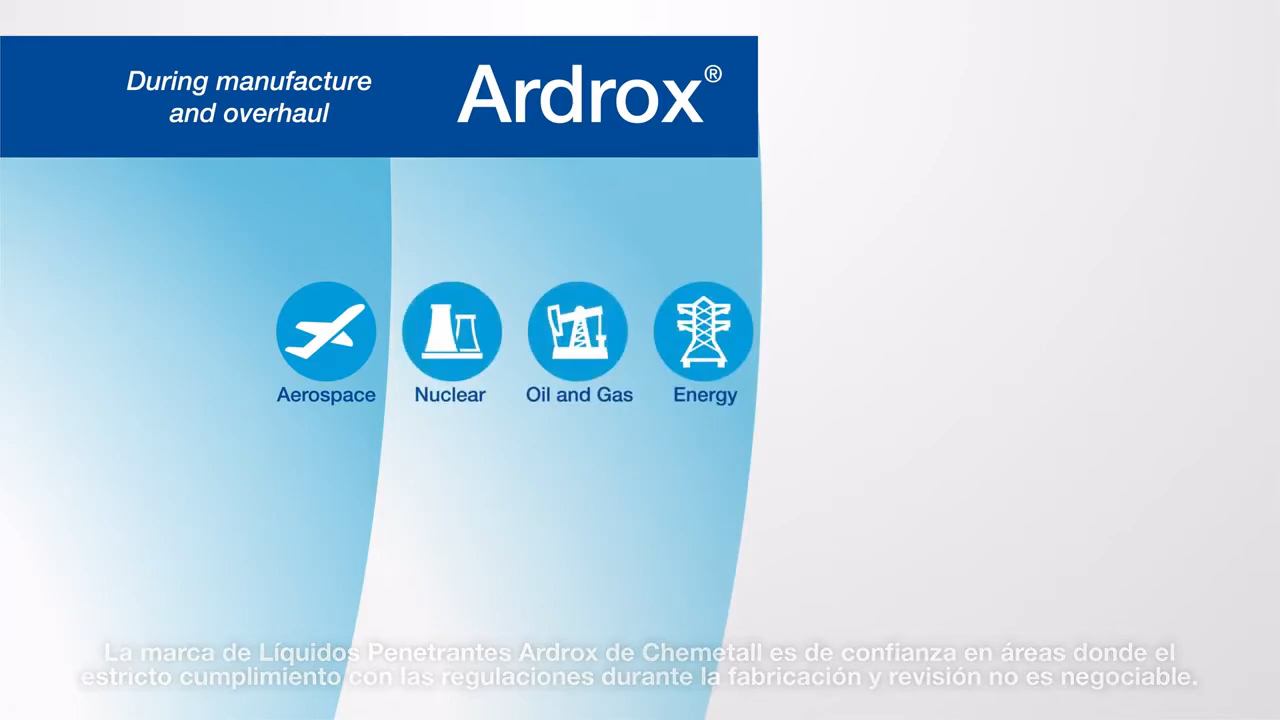 During manufacture
and overhaul
Ardrox®
Aerospace
Nuclear
Oil and Gas
Energy
La marca de Líquidos Penetrantes Ardrox de Chemetall es de confianza en áreas donde el
estricto cumplimiento con las regulaciones durante la fabricación y revisión no es negociable.